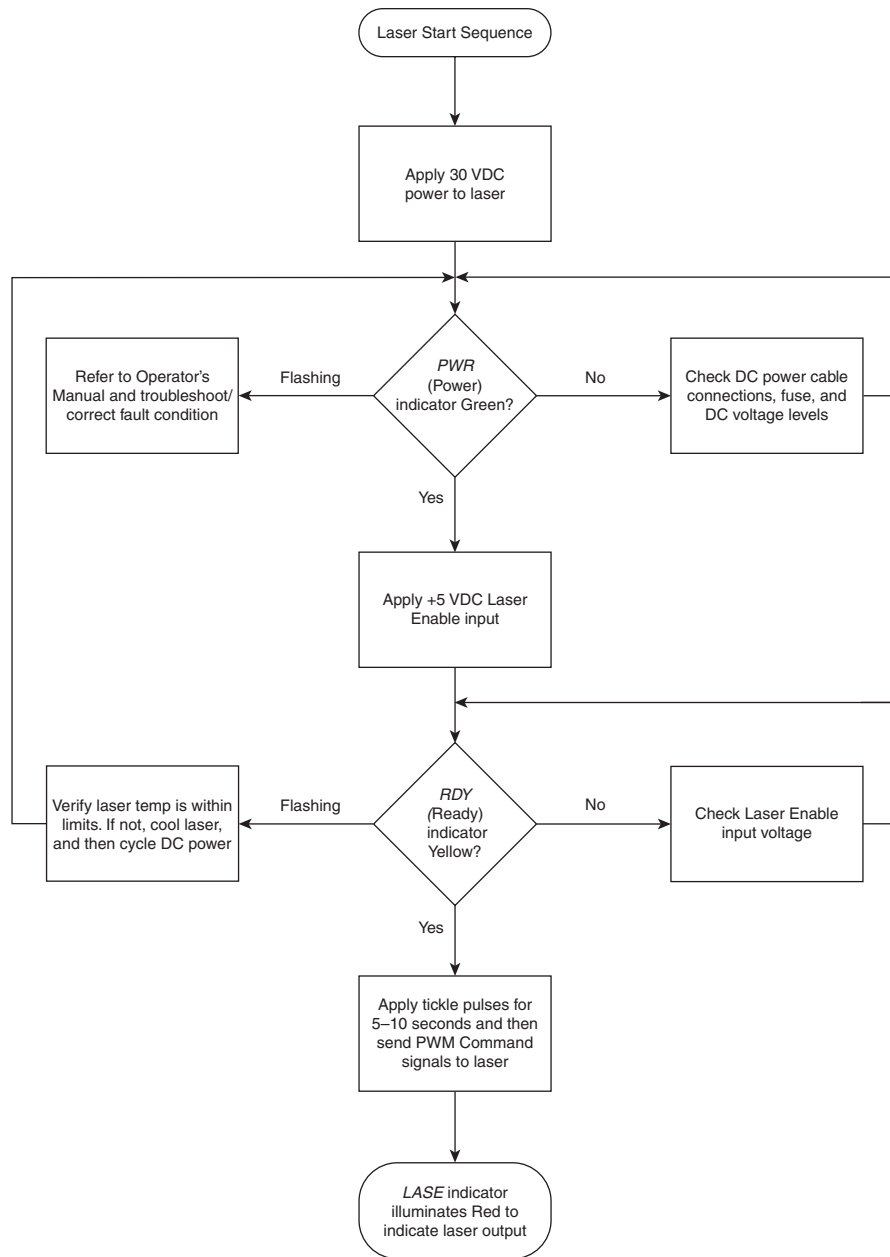 Laser Start Sequence
Apply 30 VDC
power to laser
PWR
(Power)
indicator Green?
Flashing
No
Refer to Operator's
Manual and troubleshoot/
correct fault condition
Check DC power cable
connections, fuse, and
DC voltage levels
Yes
Apply +5 VDC Laser
Enable input
RDY
(Ready)
indicator
Yellow?
Flashing
No
Verify laser temp is within
limits. If not, cool laser,
and then cycle DC power
Check Laser Enable
input voltage
Yes
Apply tickle pulses for
5–10 seconds and then
send PWM Command
signals to laser
LASE indicator
illuminates Red to
indicate laser output